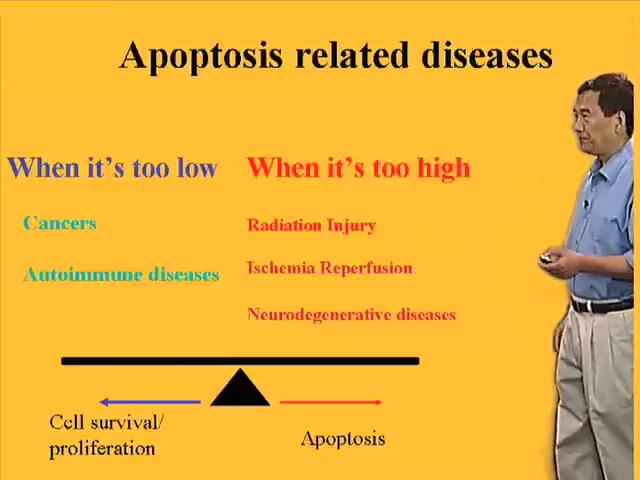 Apoptosis related diseases
When it's too low
When it's too high
Cancers
Radiation Injury
Autoimmune diseases
Ischemia Reperfusion
Neurodegenerative diseases
Cell survival/
proliferation
Apoptosis